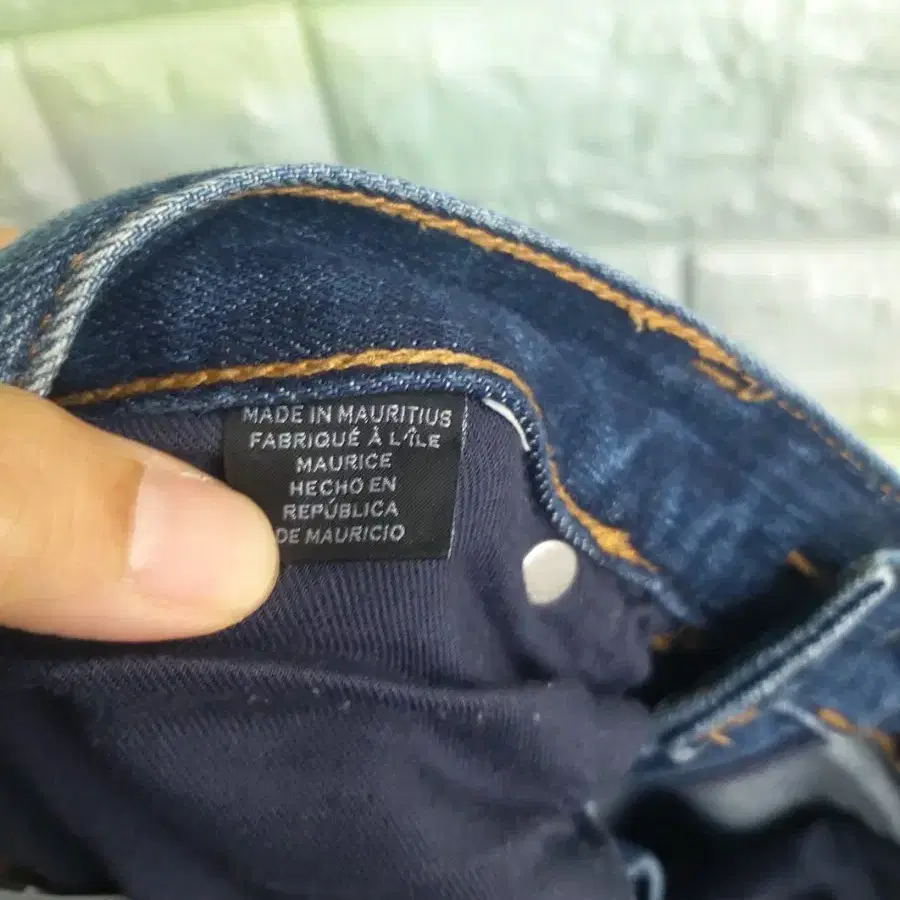 MADE IN MAURITIUS
FABRIQUÉ À L'ÎLE
MAURICE
HECHO EN
REPÚBLICA
DE MAURICIO